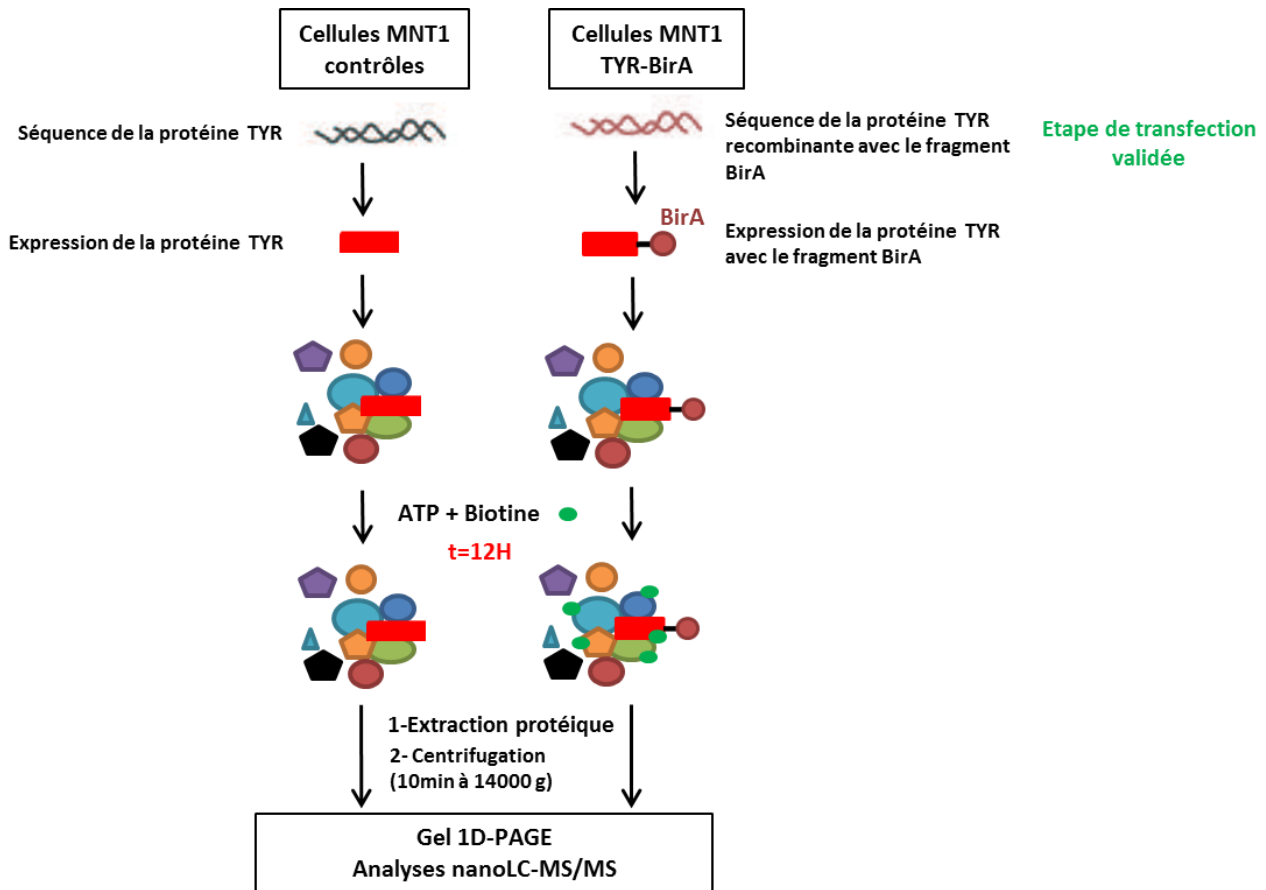 Cellules MNT1
contrôles
Cellules MNT1
TYR-BirA
Séquence de la protéine TYR
Séquence de la protéine TYR
recombinante avec le fragment
BirA
Etape de transfection
validée
Expression de la protéine TYR
BirA
Expression de la protéine TYR
avec le fragment BirA
ATP + Biotine
t=12H
1-Extraction protéique
2- Centrifugation
(10min à 14000 g)
Gel 1D-PAGE
Analyses nanoLC-MS/MS